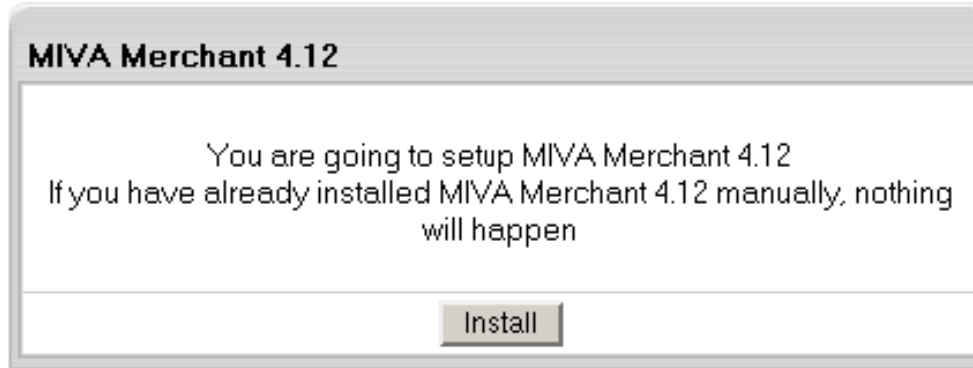 MIVA Merchant 4.12
You are going to setup MIVA Merchant 4.12
If you have already installed MIVA Merchant 4.12 manually, nothing
will happen
Install